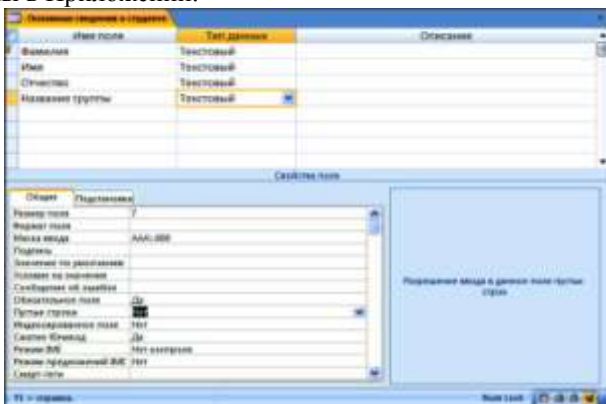 Основные сведения о студенте
Имя поля Тип данных Описание
Фамилия Текстовый
Имя Текстовый
Отчество Текстовый
Название группы Текстовый
Свойства поля
Общие Подстановка
Размер поля 7
Формат поля
Маска ввода
Подпись
Значение по умолчанию
Условие на значение
Сообщение об ошибке
Обязательное поле Да
Пустые строки Нет
Индексированное поле Нет
Сжатие Юникод Да
Режим IME Нет контроля
Режим предложений IME Нет
Смарт-теги
Разрешение ввода в данное поле пустых
строк
F1 = справка. Num Lock